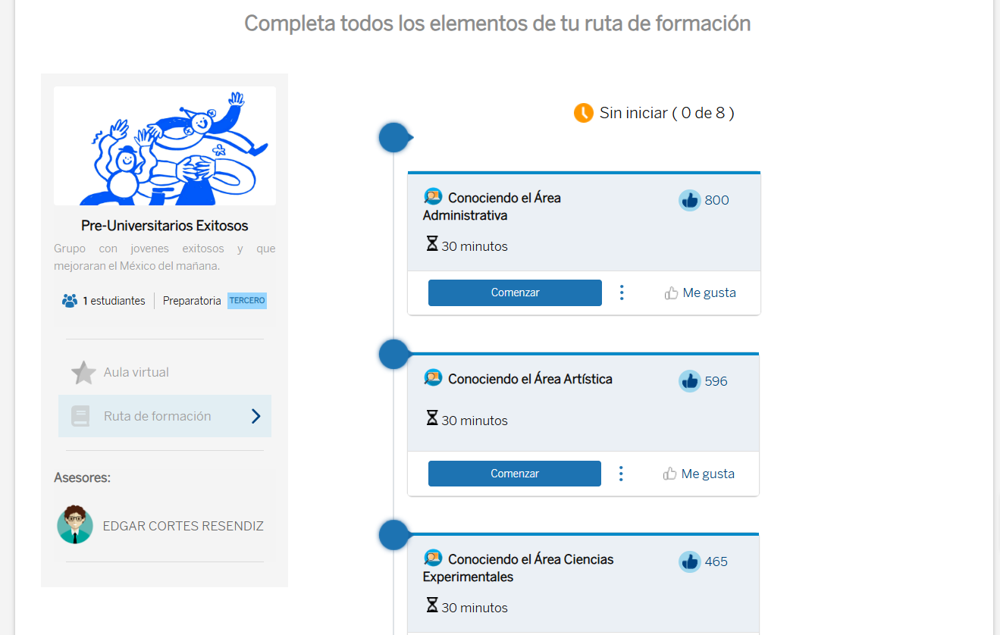 Completa todos los elementos de tu ruta de formación
Pre-Universitarios Exitosos
Grupo con jovenes exitosos y que
mejoraran el México del mañana.
1 estudiantes
Preparatoria
TERCERO
Aula virtual
Ruta de formación
Asesores:
EDGAR CORTES RESENDIZ
Sin iniciar ( 0 de 8 )
Conociendo el Área
Administrativa
800
30 minutos
Comenzar
Me gusta
Conociendo el Área Artística
596
30 minutos
Comenzar
Me gusta
Conociendo el Área Ciencias
Experimentales
465
30 minutos